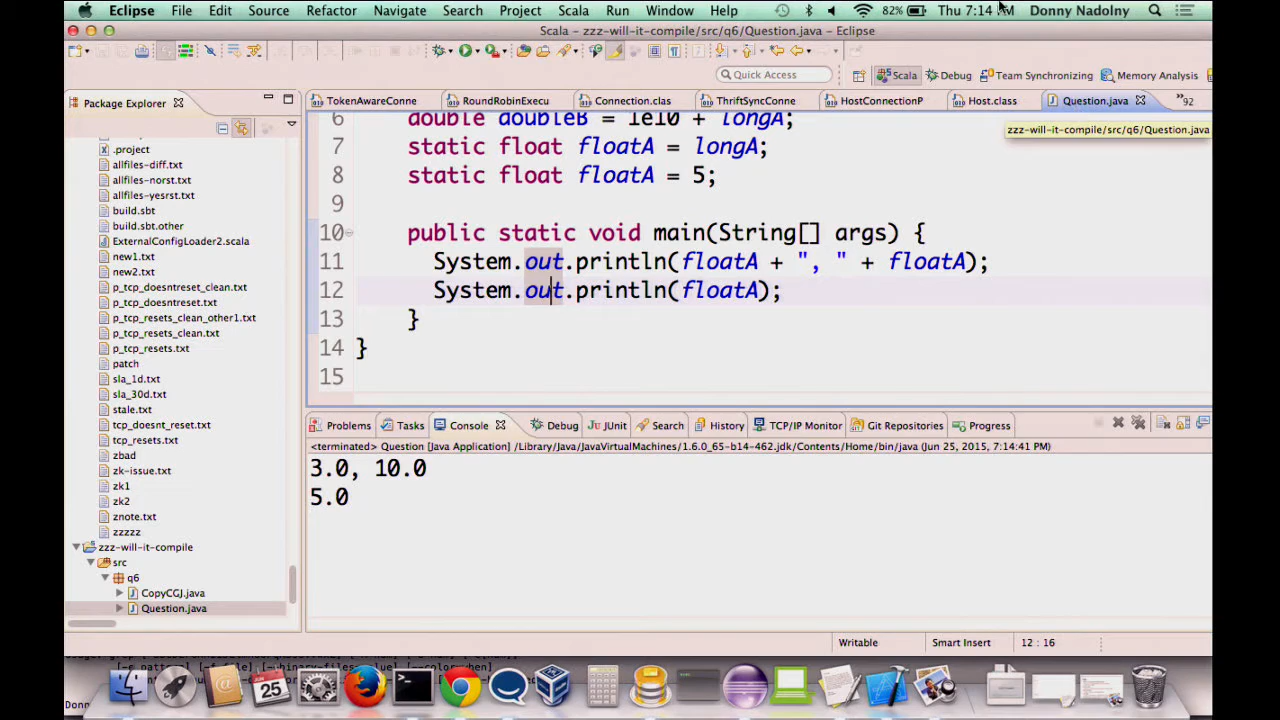 Eclipse File Edit Source Refactor Navigate Search Project Scala Run Window Help 82% Thu 7:14 PM Donny Nadolny
Scala - zzz-will-it-compile/src/q6/Question.java - Eclipse
Quick Access Scala Debug Team Synchronizing Memory Analysis
Package Explorer
TokenAwareConne RoundRobinExecu Connection.clas ThriftSyncConne HostConnectionP Host.class Question.java »92
zzz-will-it-compile/src/q6/Question.java
.project
allfiles-diff.txt
allfiles-norst.txt
allfiles-yesrst.txt
build.sbt
build.sbt.other
ExternalConfigLoader2.scala
new1.txt
new2.txt
p_tcp_doesntreset_clean.txt
p_tcp_doesntreset.txt
p_tcp_resets_clean_other1.txt
p_tcp_resets_clean.txt
p_tcp_resets.txt
patch
sla_1d.txt
sla_30d.txt
stale.txt
tcp_doesnt_reset.txt
tcp_resets.txt
zbad
zk-issue.txt
zk1
zk2
znote.txt
zzzzz
zzz-will-it-compile
src
q6
CopyCGJ.java
Question.java
6 double doubleB = 1e10 + longA;
7 static float floatA = longA;
8 static float floatA = 5;
9
10 public static void main(String[] args) {
11 System.out.println(floatA + ", " + floatA);
12 System.out.println(floatA);
13 }
14 }
15
Problems Tasks Console Debug JUnit Search History TCP/IP Monitor Git Repositories Progress
<terminated> Question [Java Application] /Library/Java/JavaVirtualMachines/1.6.0_65-b14-462.jdk/Contents/Home/bin/java (Jun 25, 2015, 7:14:41 PM)
3.0, 10.0
5.0
Writable Smart Insert 12 : 16
25